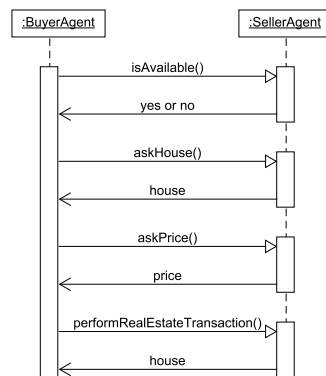 :BuyerAgent
:SellerAgent
isAvailable()
yes or no
askHouse()
house
askPrice()
price
performRealEstateTransaction()
house